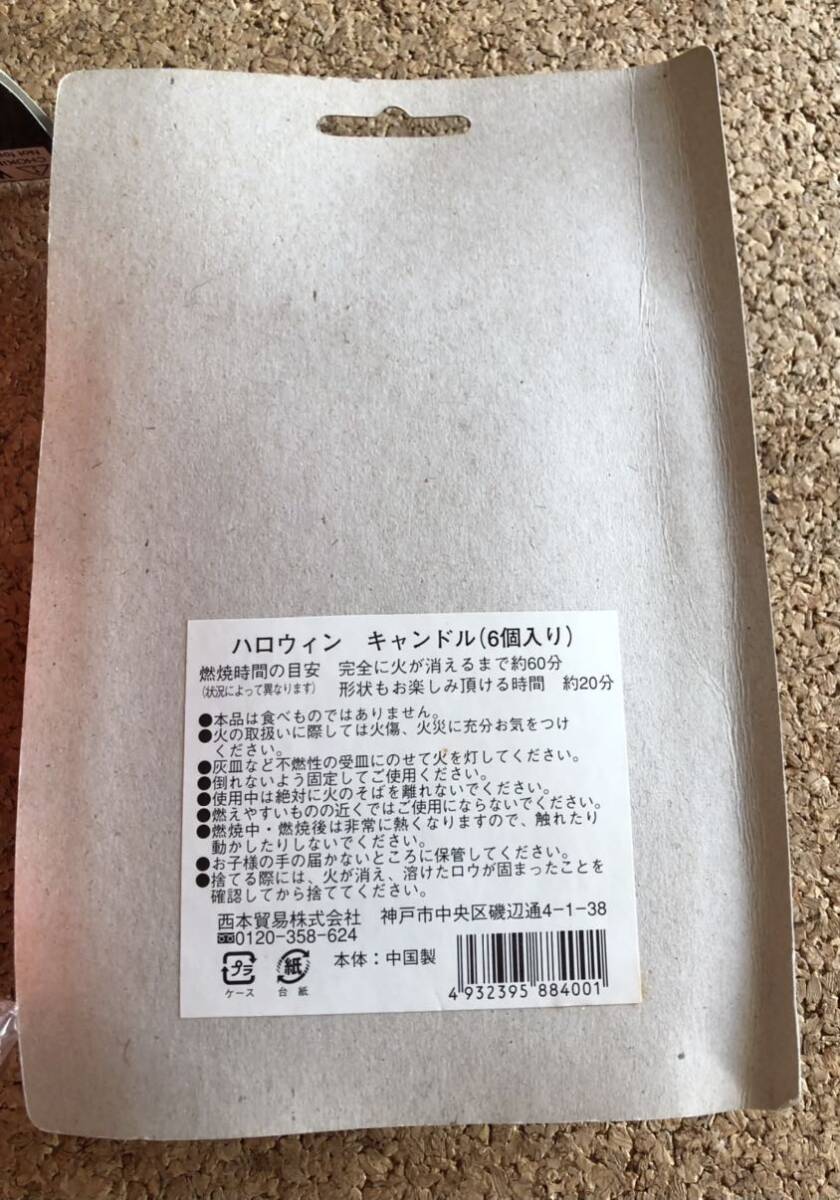 CHOKI
Not for
ハロウィン　キャンドル(6個入り)
燃焼時間の目安　完全に火が消えるまで約60分
(状況によって異なります)　形状もお楽しみ頂ける時間　約20分
●本品は食べものではありません。
●火の取扱いに際しては火傷、火災に充分お気をつけ
ください。
●灰皿など不燃性の受皿にのせて火を灯してください。
●倒れないよう固定してご使用ください。
●使用中は絶対に火のそばを離れないでください。
●燃えやすいものの近くではご使用にならないでください。
●燃焼中・燃焼後は非常に熱くなりますので、触れたり
動かしたりしないでください。
●お子様の手の届かないところに保管してください。
●捨てる際には、火が消え、溶けたロウが固まったことを
確認してから捨ててください。
西本貿易株式会社　神戸市中央区磯辺通4-1-38
☎0120-358-624
プラ　紙　本体：中国製
ケース　台紙
4 932395 884001